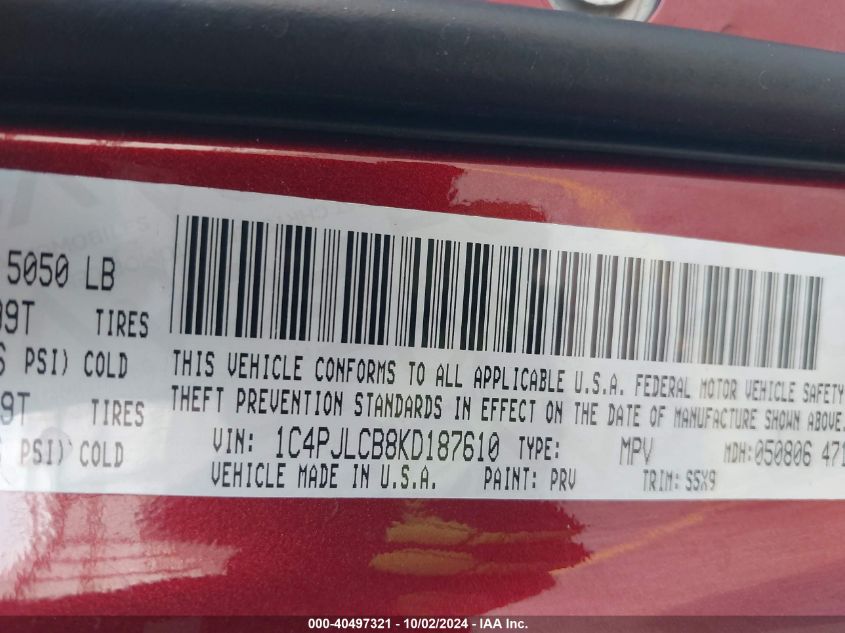 5050 LB
99T TIRES
PSI) COLD
9T TIRES
PSI) COLD
THIS VEHICLE CONFORMS TO ALL APPLICABLE U.S.A. FEDERAL MOTOR VEHICLE SAFETY
THEFT PREVENTION STANDARDS IN EFFECT ON THE DATE OF MANUFACTURE SHOWN ABOVE.
VIN: 1C4PJLCB8KD187610 TYPE: MPV MDH:050806 471
VEHICLE MADE IN U.S.A. PAINT: PRV TRIM: S5X9
000-40497321 - 10/02/2024 - IAA Inc.